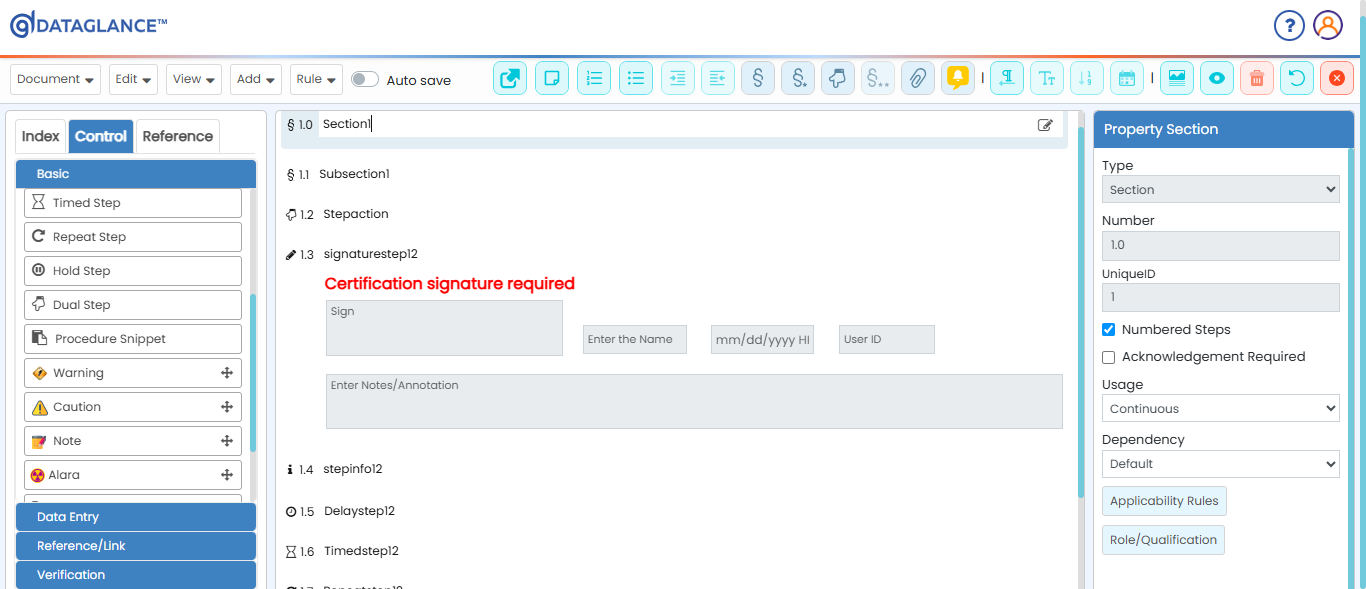 DATAGLANCE™
?
Document Edit View Add Rule Auto save
Index Control Reference
Basic
Timed Step
Repeat Step
Hold Step
Dual Step
Procedure Snippet
Warning
Caution
Note
Alara
Data Entry
Reference/Link
Verification
§ 1.0 Section1
§ 1.1 Subsection1
1.2 Stepaction
1.3 signaturestep12
Certification signature required
Sign
Enter the Name
mm/dd/yyyy HH
User ID
Enter Notes/Annotation
1.4 stepinfo12
1.5 Delaystep12
1.6 Timedstep12
Property Section
Type
Section
Number
1.0
UniqueID
1
Numbered Steps
Acknowledgement Required
Usage
Continuous
Dependency
Default
Applicability Rules
Role/Qualification